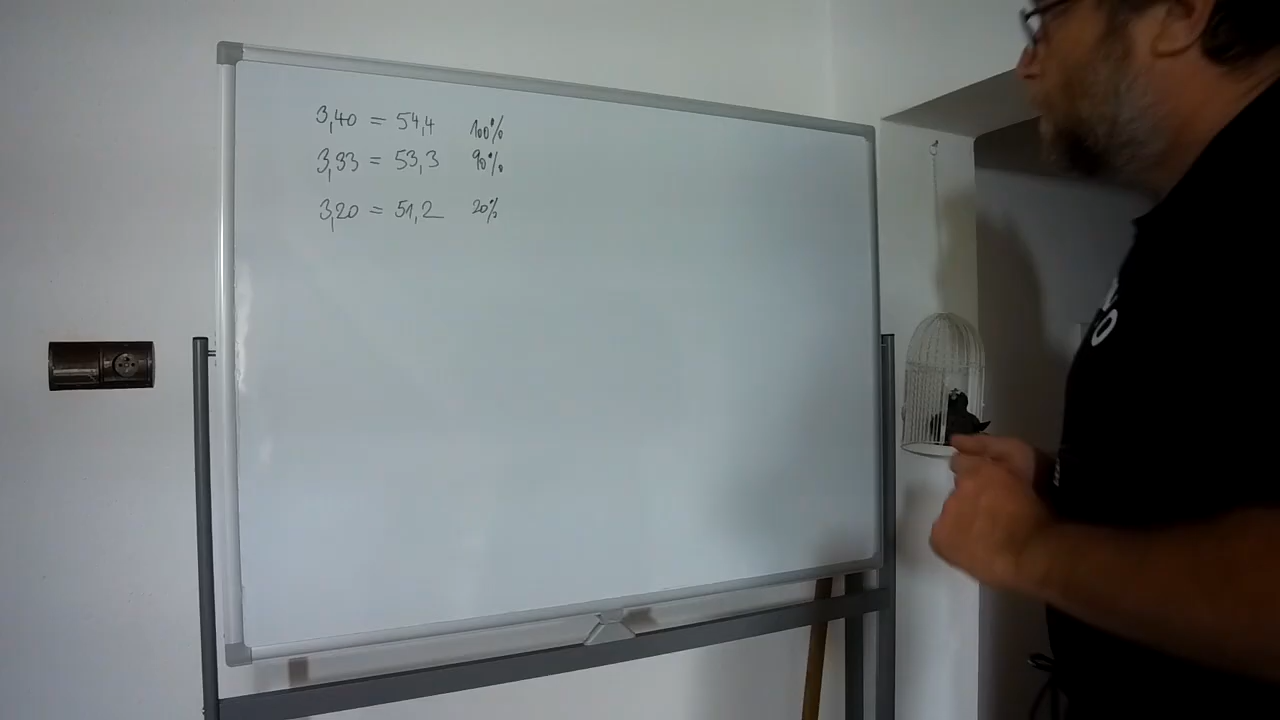 3,40 = 54,4 100%
3,33 = 53,3 90%
3,20 = 51,2 20%